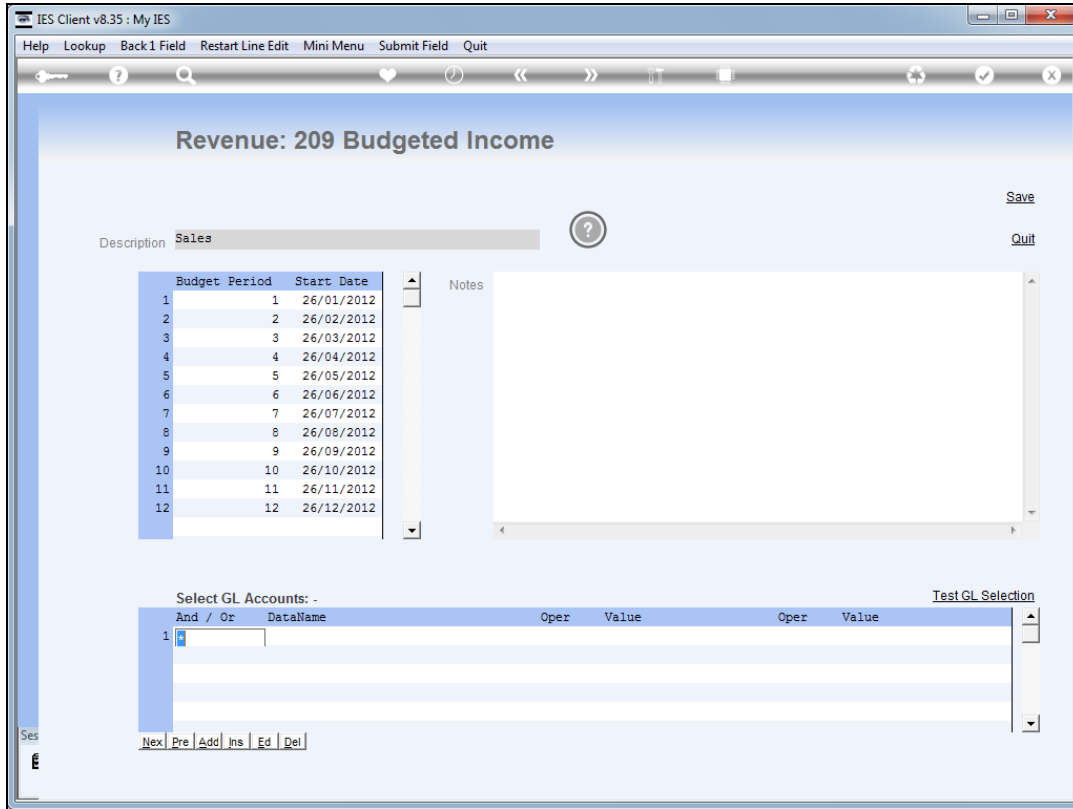 IES Client v8.35 : My IES
Help Lookup Back 1 Field Restart Line Edit Mini Menu Submit Field Quit
Revenue: 209 Budgeted Income
Save
Description Sales ? Quit
Budget Period Start Date Notes
1 1 26/01/2012
2 2 26/02/2012
3 3 26/03/2012
4 4 26/04/2012
5 5 26/05/2012
6 6 26/06/2012
7 7 26/07/2012
8 8 26/08/2012
9 9 26/09/2012
10 10 26/10/2012
11 11 26/11/2012
12 12 26/12/2012
Select GL Accounts: - Test GL Selection
And / Or DataName Oper Value Oper Value
1 *
Ses
Nex Pre Add Ins Ed Del